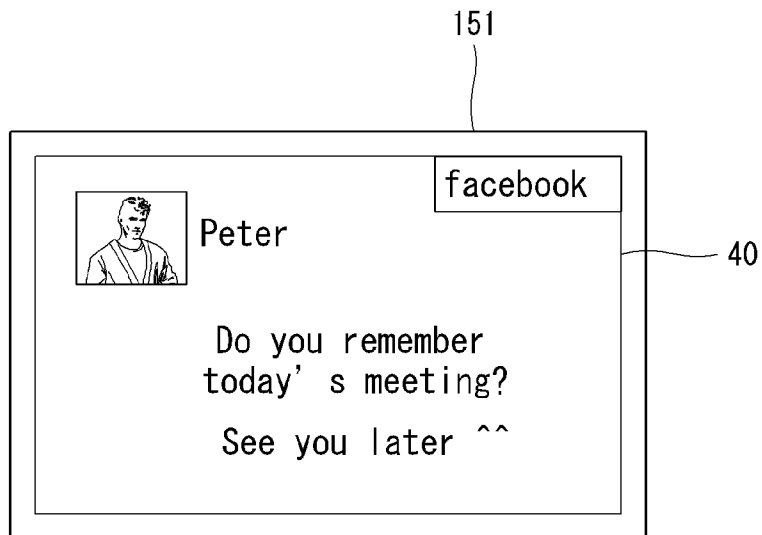 151
facebook
Peter
40
Do you remember
today's meeting?
See you later ^^